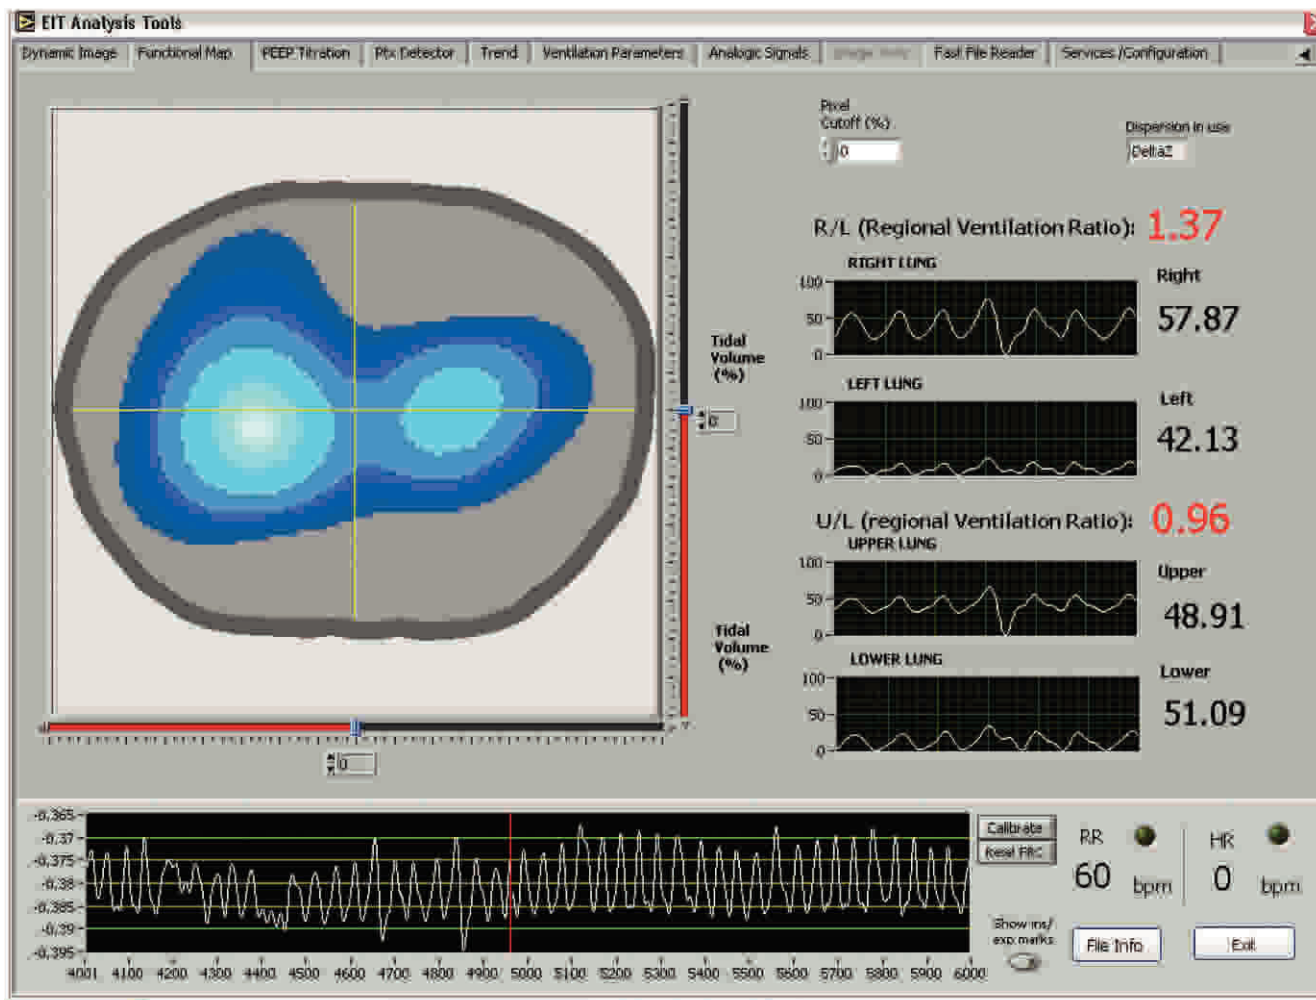 EIT Analysis Tools
Dynamic Image Functional Map PEEP Titration Ptx Detector Trend Ventilation Parameters Analogic Signals Fast File Reader Services /Configuration
Pixel
Cutoff (%)
0
Dispersion in use
DeltaZ
R/L (Regional Ventilation Ratio): 1.37
RIGHT LUNG
100
50
0
Right
57.87
Tidal
Volume
(%)
0
LEFT LUNG
100
50
0
Left
42.13
U/L (regional Ventilation Ratio): 0.96
UPPER LUNG
100
50
0
Upper
48.91
Tidal
Volume
(%)
LOWER LUNG
100
50
0
Lower
51.09
0
-0,365
-0,37
-0,375
-0,38
-0,385
-0,39
-0,395
4001 4100 4200 4300 4400 4500 4600 4700 4800 4900 5000 5100 5200 5300 5400 5500 5600 5700 5800 5900 6000
Calibrate
Reset FRC
RR
60 bpm
HR
0 bpm
Show ins/
exp marks
File Info
Exit